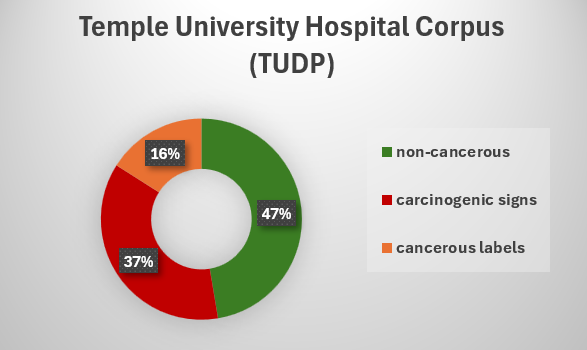 Temple University Hospital Corpus
(TUDP)
16%
47%
37%
non-cancerous
carcinogenic signs
cancerous labels